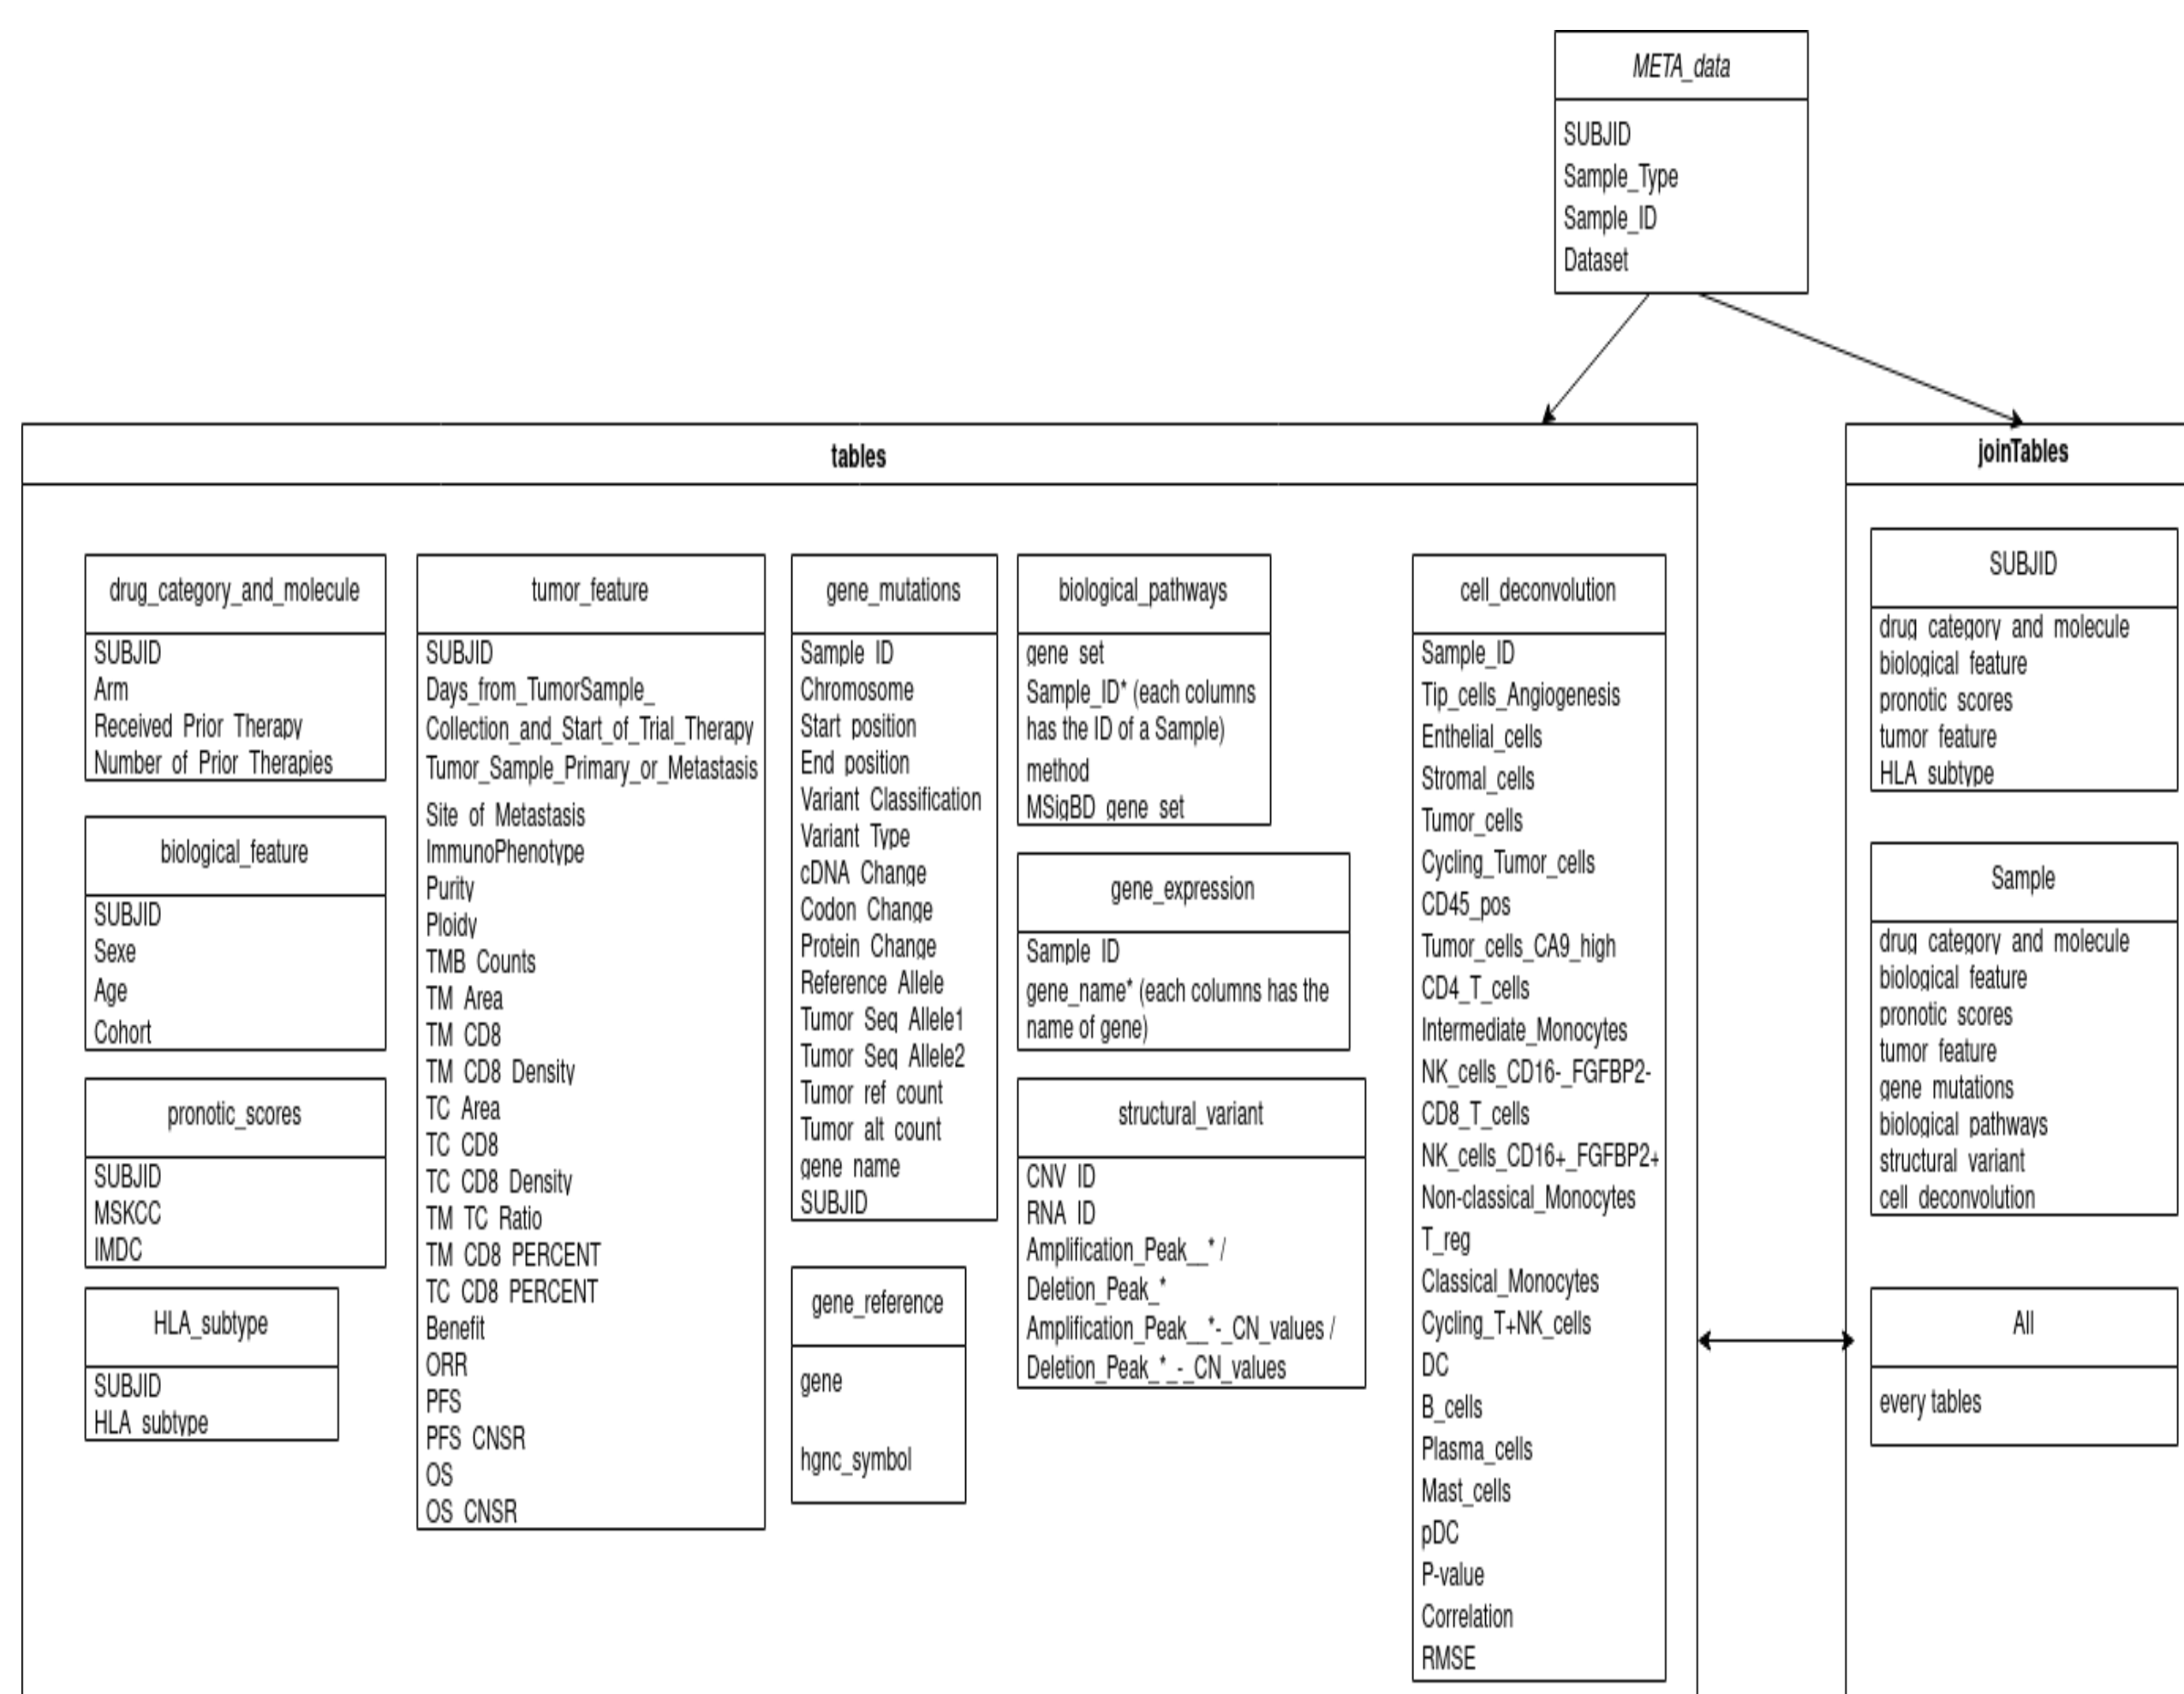 META_data
SUBJID
Sample_Type
Sample_ID
Dataset
tables
drug_category_and_molecule
SUBJID
Arm
Received_Prior_Therapy
Number_of_Prior_Therapies
biological_feature
SUBJID
Sexe
Age
Cohort
pronotic_scores
SUBJID
MSKCC
IMDC
HLA_subtype
SUBJID
HLA_subtype
tumor_feature
SUBJID
Days_from_TumorSample_
Collection_and_Start_of_Trial_Therapy
Tumor_Sample_Primary_or_Metastasis
Site_of_Metastasis
ImmunoPhenotype
Purity
Ploidy
TMB_Counts
TM_Area
TM_CD8
TM_CD8_Density
TC_Area
TC_CD8
TC_CD8_Density
TM_TC_Ratio
TM_CD8_PERCENT
TC_CD8_PERCENT
Benefit
ORR
PFS
PFS_CNSR
OS
OS_CNSR
gene_mutations
Sample_ID
Chromosome
Start_position
End_position
Variant_Classification
Variant_Type
cDNA_Change
Codon_Change
Protein_Change
Reference_Allele
Tumor_Seq_Allele1
Tumor_Seq_Allele2
Tumor_ref_count
Tumor_alt_count
gene_name
SUBJID
gene_reference
gene
hgnc_symbol
biological_pathways
gene_set
Sample_ID* (each columns
has the ID of a Sample)
method
MSigBD_gene_set
gene_expression
Sample_ID
gene_name* (each columns has the
name of gene)
structural_variant
CNV_ID
RNA_ID
Amplification_Peak__* /
Deletion_Peak_*
Amplification_Peak__*-_CN_values /
Deletion_Peak_*_-_CN_values
cell_deconvolution
Sample_ID
Tip_cells_Angiogenesis
Enthelial_cells
Stromal_cells
Tumor_cells
Cycling_Tumor_cells
CD45_pos
Tumor_cells_CA9_high
CD4_T_cells
Intermediate_Monocytes
NK_cells_CD16-_FGFBP2-
CD8_T_cells
NK_cells_CD16+_FGFBP2+
Non-classical_Monocytes
T_reg
Classical_Monocytes
Cycling_T+NK_cells
DC
B_cells
Plasma_cells
Mast_cells
pDC
P-value
Correlation
RMSE
joinTables
SUBJID
drug_category_and_molecule
biological_feature
pronotic_scores
tumor_feature
HLA_subtype
Sample
drug_category_and_molecule
biological_feature
pronotic_scores
tumor_feature
gene_mutations
biological_pathways
structural_variant
cell_deconvolution
All
every tables